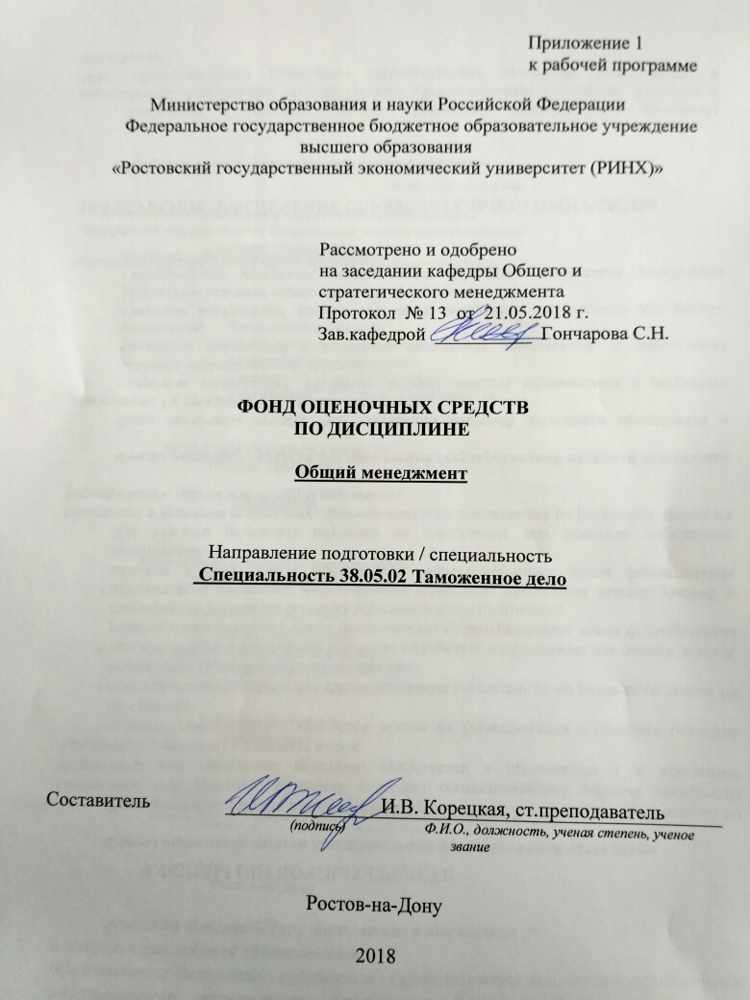 Приложение 1
к рабочей программе
Министерство образования и науки Российской Федерации
Федеральное государственное бюджетное образовательное учреждение
высшего образования
«Ростовский государственный экономический университет (РИНХ)»
Рассмотрено и одобрено
на заседании кафедры Общего и
стратегического менеджмента
Протокол № 13 от 21.05.2018 г.
Зав.кафедрой __________ Гончарова С.Н.
ФОНД ОЦЕНОЧНЫХ СРЕДСТВ
ПО ДИСЦИПЛИНЕ
Общий менеджмент
Направление подготовки / специальность
Специальность 38.05.02 Таможенное дело
Составитель И.В. Корецкая, ст.преподаватель
(подпись) Ф.И.О., должность, ученая степень, ученое
звание
Ростов-на-Дону
2018